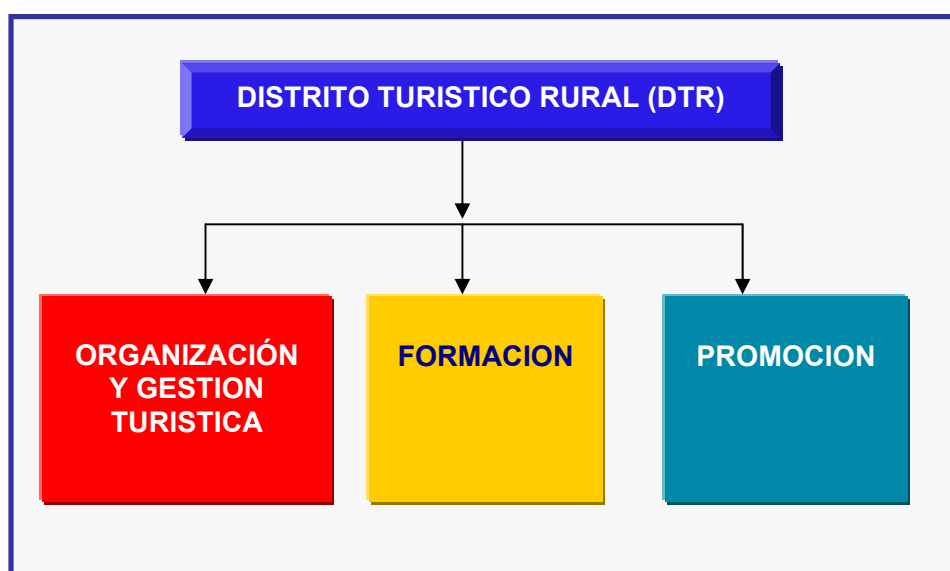 DISTRITO TURISTICO RURAL (DTR)
ORGANIZACIÓN
Y GESTION
TURISTICA
FORMACION
PROMOCION